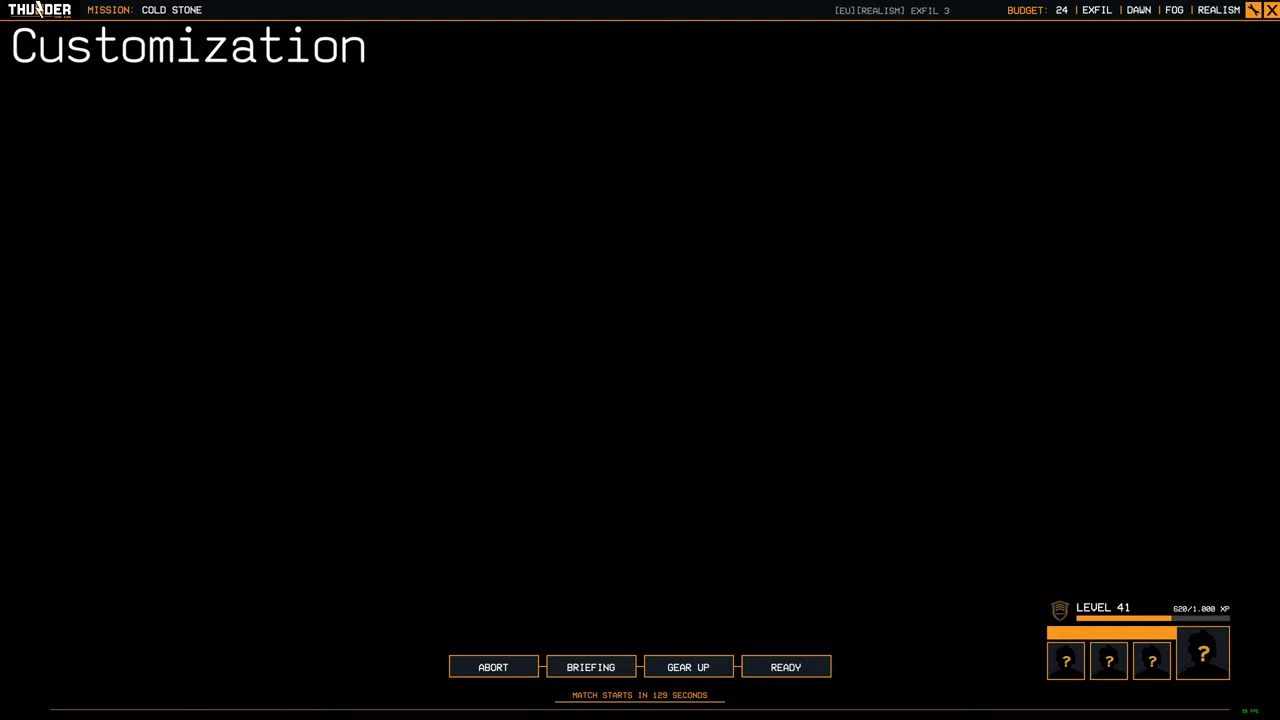 THUNDER MISSION: COLD STONE [EU][REALISM] EXFIL 3 BUDGET: 24 | EXFIL | DAWN | FOG | REALISM
Customization
LEVEL 41 620/1.000 XP
? ? ? ?
ABORT BRIEFING GEAR UP READY
MATCH STARTS IN 129 SECONDS